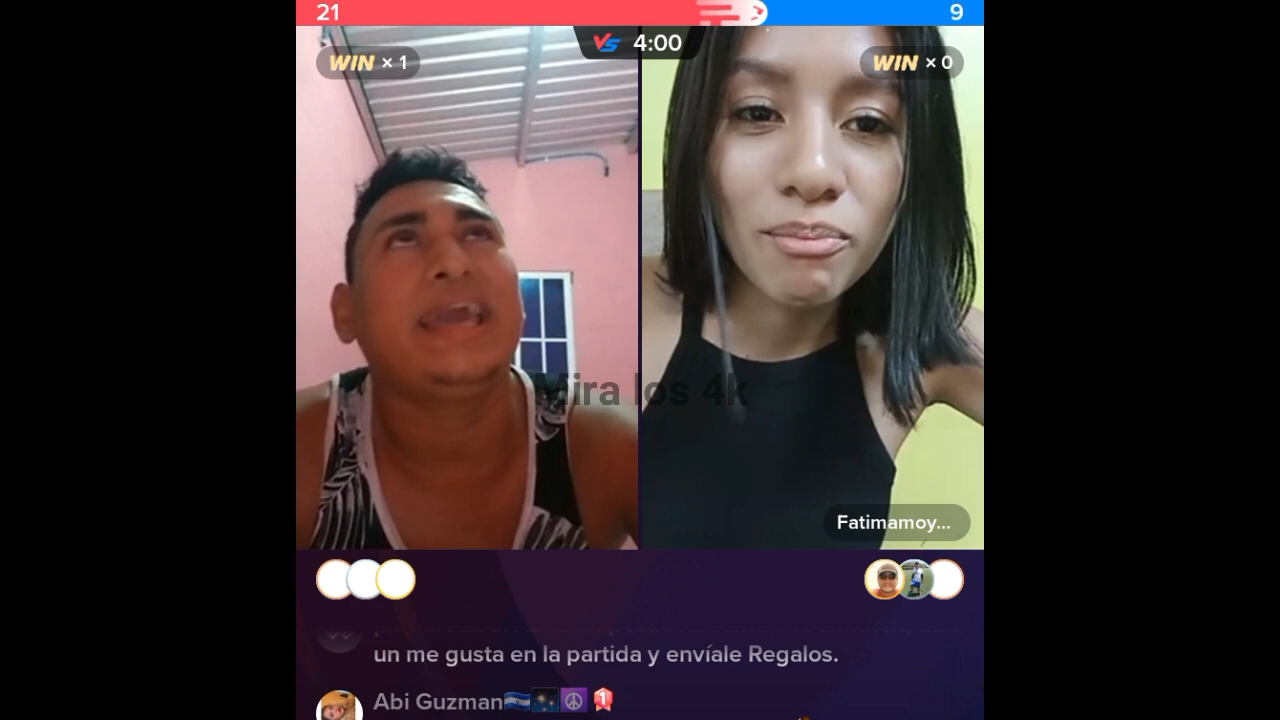 21
9
VS 4:00
WIN × 1
WIN × 0
Mira los 4k
Fatimamoy...
un me gusta en la partida y envíale Regalos.
Abi Guzman
1